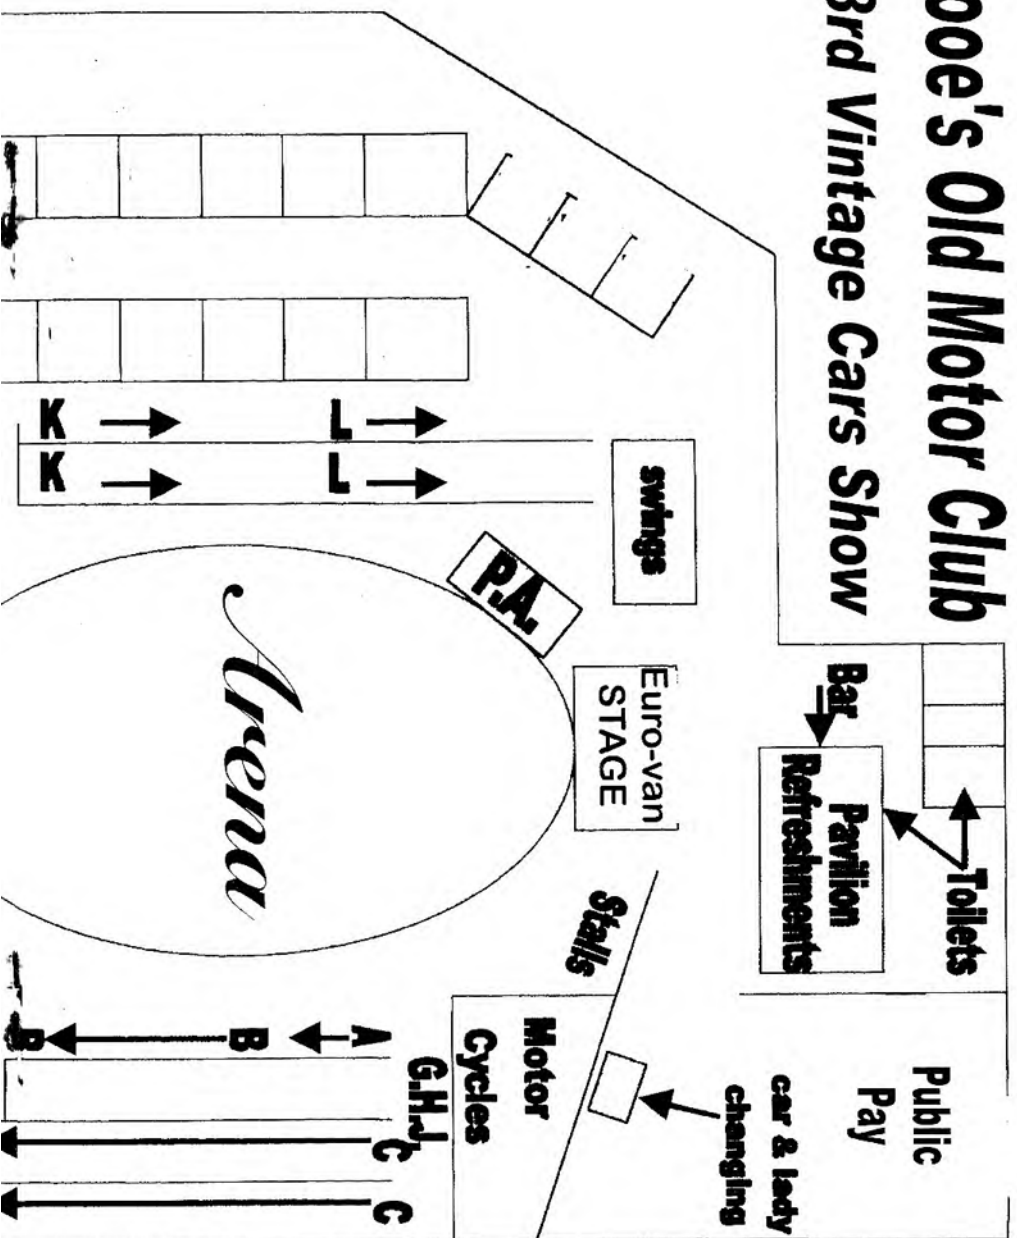 ooe's Old Motor Club
3rd Vintage Cars Show
Toilets
Bar
Pavilion
Refreshments
Public
Pay
car & lady
changing
swings
Euro-van
STAGE
P.A.
Stalls
Motor
Cycles
G.H.J.
L
L
K
K
Arena
A
B
B
C
C